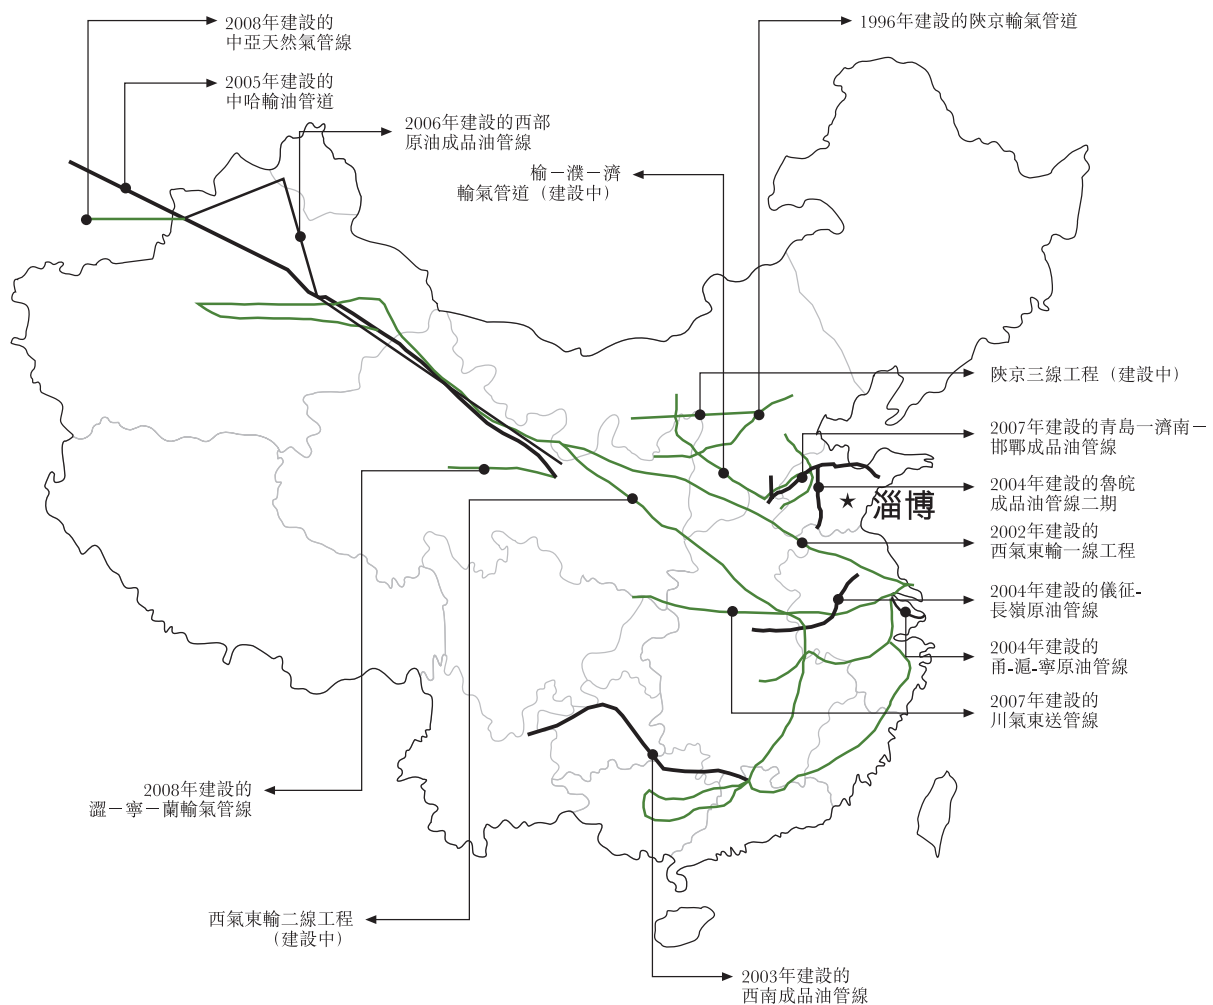 2008年建設的
中亞天然氣管線
1996年建設的陝京輸氣管道
2005年建設的
中哈輸油管道
2006年建設的西部
原油成品油管線
榆－濮－濟
輸氣管道（建設中）
陝京三線工程（建設中）
2007年建設的青島一濟南－
邯鄲成品油管線
2004年建設的魯皖
成品油管線二期
淄博
2002年建設的
西氣東輸一線工程
2004年建設的儀征-
長嶺原油管線
2004年建設的
甬-滬-寧原油管線
2007年建設的
川氣東送管線
2008年建設的
澀－寧－蘭輸氣管線
西氣東輸二線工程
（建設中）
2003年建設的
西南成品油管線